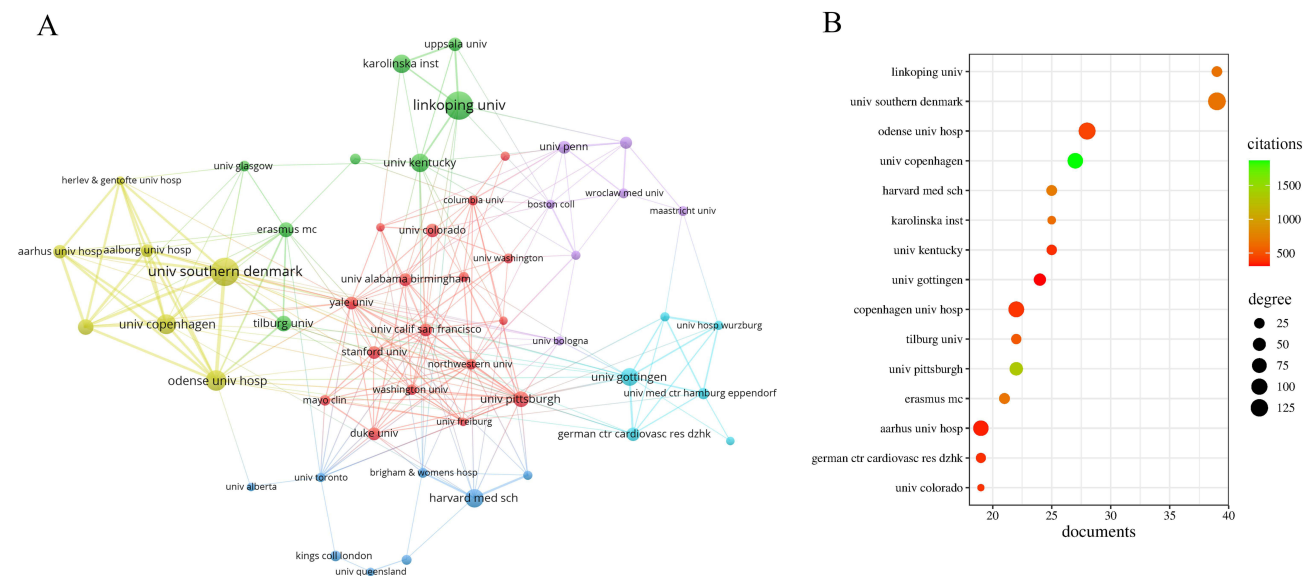 A
uppsala univ
karolinska inst
linkoping univ
univ penn
univ kentucky
univ glasgow
herlev & gentofte univ hosp
wroclaw med univ
columbia univ
boston coll
maastricht univ
erasmus mc
univ colorado
aarhus univ hosp
aalborg univ hosp
univ washington
univ southern denmark
univ alabama birmingham
yale univ
univ copenhagen
tilburg univ
univ calif san francisco
univ hosp wurzburg
univ bologna
stanford univ
northwestern univ
odense univ hosp
univ gottingen
washington univ
univ med ctr hamburg eppendorf
mayo clin
univ pittsburgh
univ freiburg
duke univ
german ctr cardiovasc res dzhk
univ toronto
brigham & womens hosp
univ alberta
harvard med sch
kings coll london
univ queensland
B
linkoping univ
univ southern denmark
odense univ hosp
univ copenhagen
harvard med sch
karolinska inst
univ kentucky
univ gottingen
copenhagen univ hosp
tilburg univ
univ pittsburgh
erasmus mc
aarhus univ hosp
german ctr cardiovasc res dzhk
univ colorado
20 25 30 35 40
documents
citations
1500
1000
500
degree
25
50
75
100
125